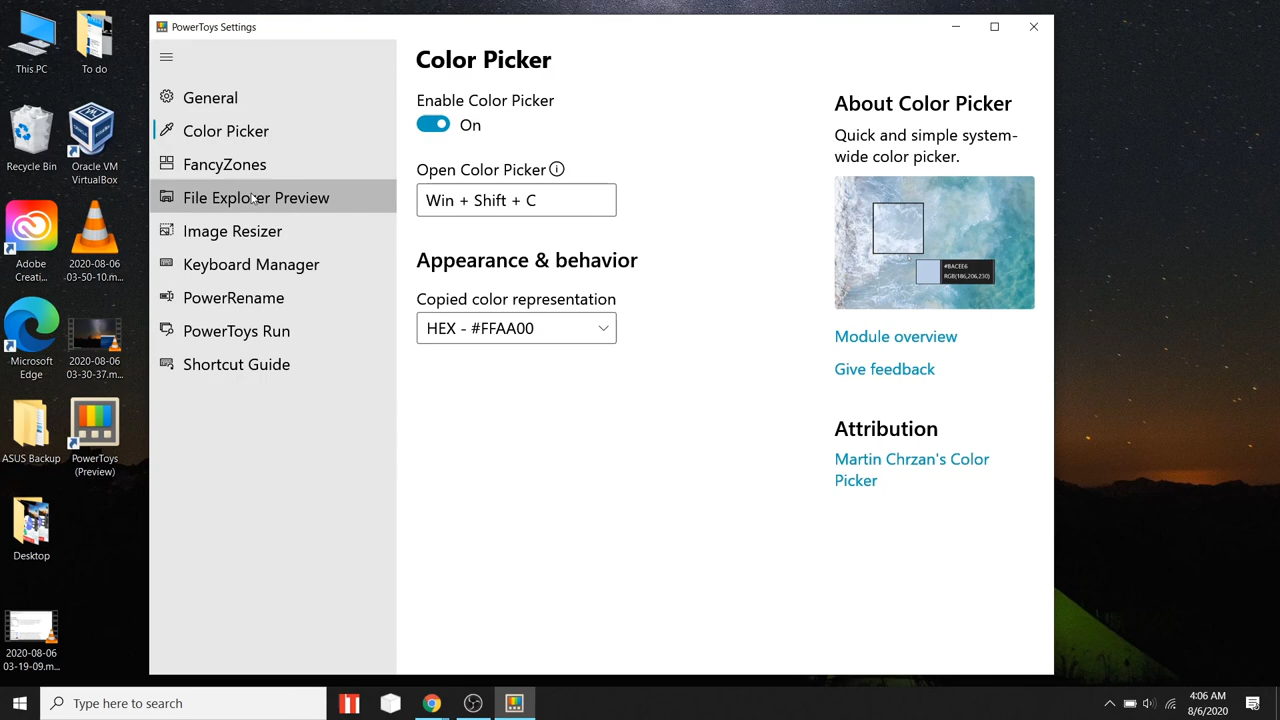 PowerToys Settings
This PC
To do
Recycle Bin
Oracle VM
VirtualBox
Adobe
Creati...
2020-08-06
03-50-10.m...
Microsoft
Edge
2020-08-06
03-30-37.m...
ASUS Backup
PowerToys
(Preview)
Desktop
2020-08-06
03-19-09.m...
General
Color Picker
FancyZones
File Explorer Preview
Image Resizer
Keyboard Manager
PowerRename
PowerToys Run
Shortcut Guide
Color Picker
Enable Color Picker
On
Open Color Picker
Win + Shift + C
Appearance & behavior
Copied color representation
HEX - #FFAA00
About Color Picker
Quick and simple system-
wide color picker.
#BACEE6
RGB(186,206,230)
Module overview
Give feedback
Attribution
Martin Chrzan's Color
Picker
Type here to search
4:06 AM
8/6/2020